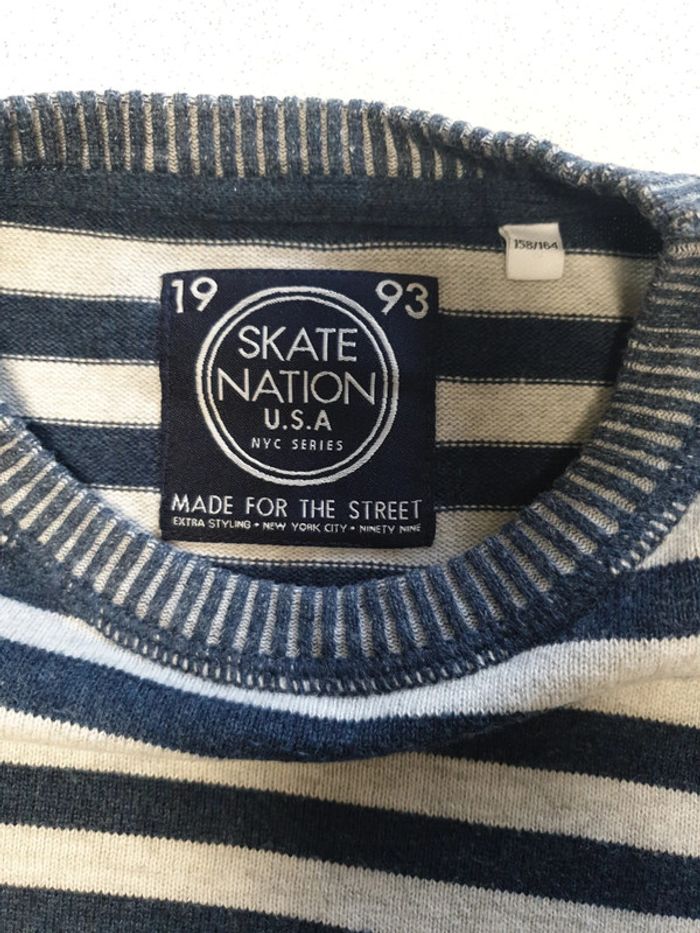 158/164
19 93
SKATE
NATION
U.S.A
NYC SERIES
MADE FOR THE STREET
EXTRA STYLING • NEW YORK CITY • NINETY NINE